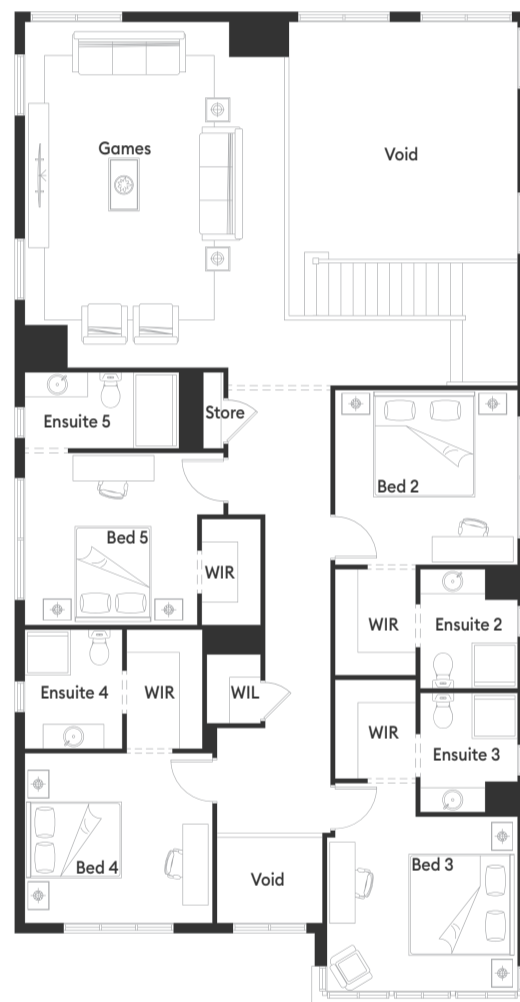 Games
Void
Store
Ensuite 5
Bed 2
Bed 5
WIR
WIR
Ensuite 2
Ensuite 4
WIR
WIL
WIR
Ensuite 3
Bed 4
Void
Bed 3